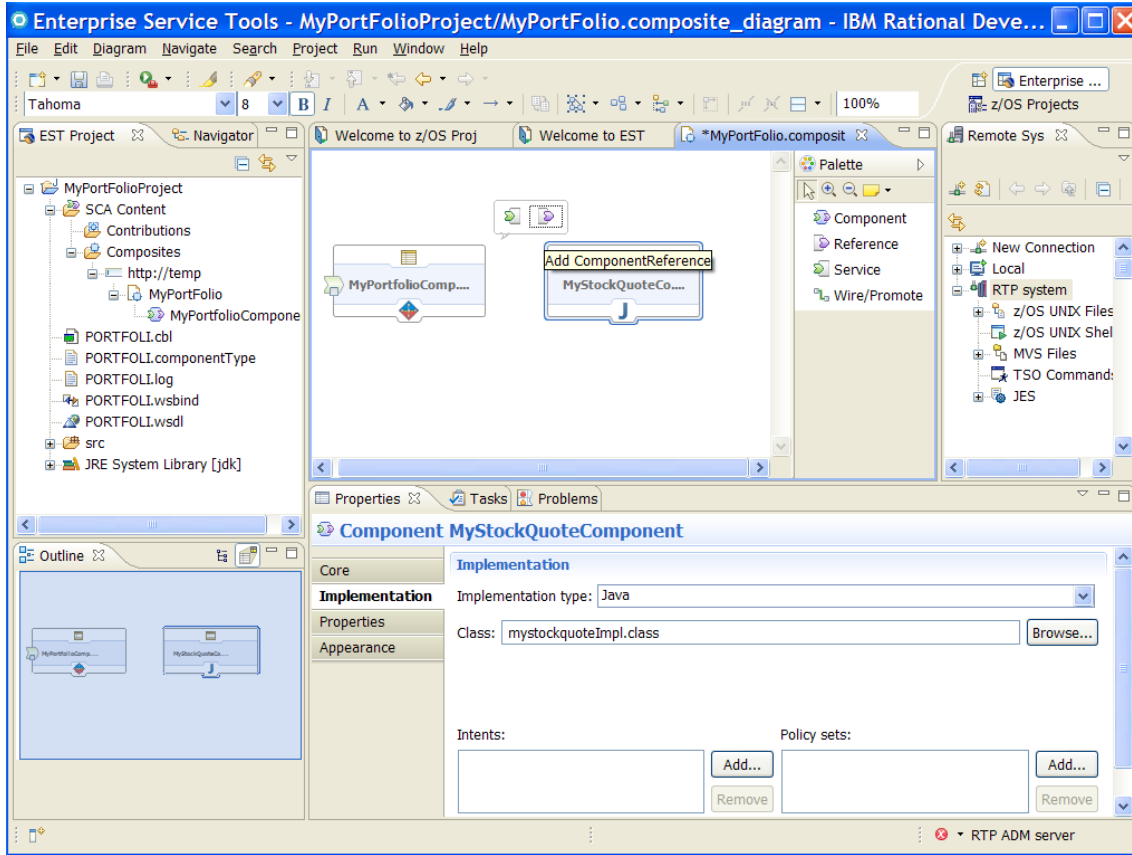 Enterprise Service Tools - MyPortFolioProject/MyPortFolio.composite_diagram - IBM Rational Deve...
File Edit Diagram Navigate Search Project Run Window Help
Enterprise ...
Tahoma 8 B I A 100% z/OS Projects
EST Project Navigator Welcome to z/OS Proj Welcome to EST *MyPortFolio.composit Remote Sys
MyPortFolioProject
SCA Content
Contributions
Composites
http://temp
MyPortFolio
MyPortfolioCompone
PORTFOLI.cbl
PORTFOLI.componentType
PORTFOLI.log
PORTFOLI.wsbind
PORTFOLI.wsdl
src
JRE System Library [jdk]
Add ComponentReference
MyPortfolioComp.... MyStockQuoteCo....
J
Palette
Component
Reference
Service
Wire/Promote
New Connection
Local
RTP system
z/OS UNIX Files
z/OS UNIX Shel
MVS Files
TSO Command
JES
Outline
MyPortfolioComp.... MyStockQuoteCo....
J
Properties Tasks Problems
Component MyStockQuoteComponent
Core
Implementation
Properties
Appearance
Implementation
Implementation type: Java
Class: mystockquoteImpl.class Browse...
Intents: Policy sets:
Add... Add...
Remove Remove
RTP ADM server